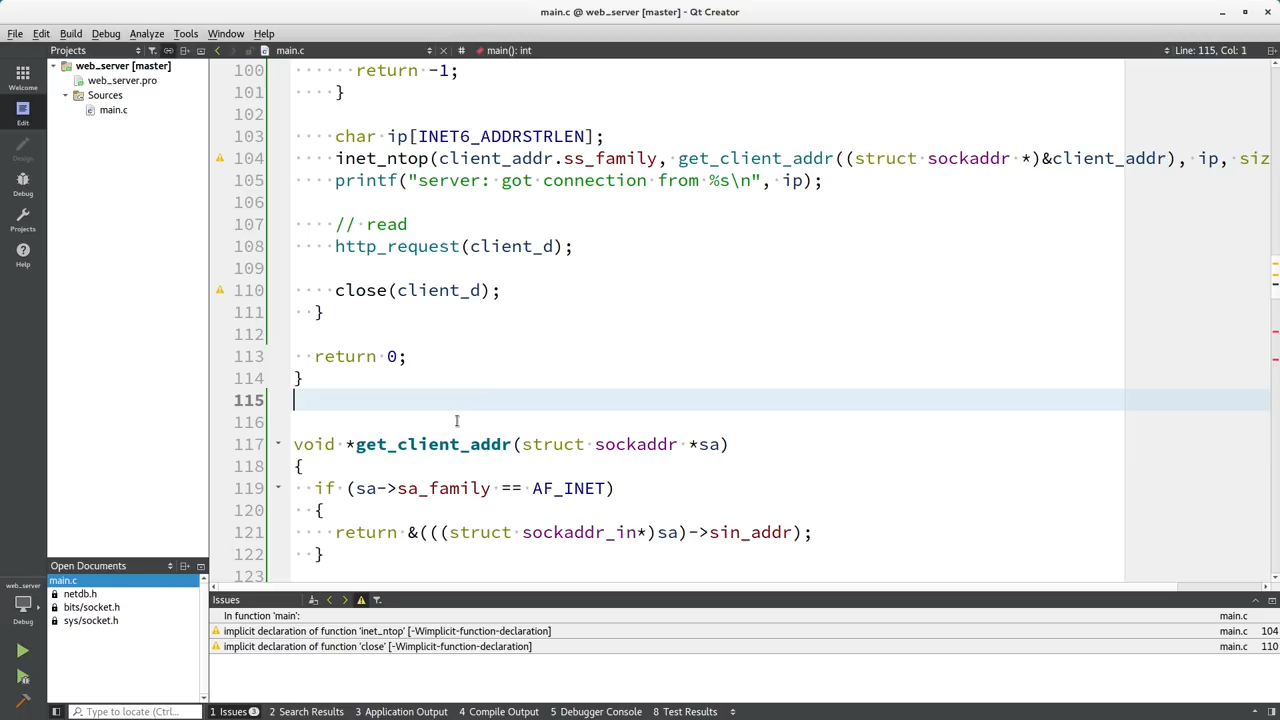 main.c @ web_server [master] - Qt Creator
File Edit Build Debug Analyze Tools Window Help
Projects main.c # main(): int Line: 115, Col: 1
web_server [master]
web_server.pro
Sources
main.c
Welcome
Edit
Design
Debug
Projects
Help
100 return -1;
101 }
102
103 char ip[INET6_ADDRSTRLEN];
104 inet_ntop(client_addr.ss_family, get_client_addr((struct sockaddr *)&client_addr), ip, siz
105 printf("server: got connection from %s\n", ip);
106
107 // read
108 http_request(client_d);
109
110 close(client_d);
111 }
112
113 return 0;
114 }
115
116
117 void *get_client_addr(struct sockaddr *sa)
118 {
119 if (sa->sa_family == AF_INET)
120 {
121 return &(((struct sockaddr_in*)sa)->sin_addr);
122 }
123
Open Documents
main.c
netdb.h
bits/socket.h
sys/socket.h
web_server
Debug
Issues
In function 'main': main.c
implicit declaration of function 'inet_ntop' [-Wimplicit-function-declaration] main.c 104
implicit declaration of function 'close' [-Wimplicit-function-declaration] main.c 110
Type to locate (Ctrl... 1 Issues 3 2 Search Results 3 Application Output 4 Compile Output 5 Debugger Console 8 Test Results